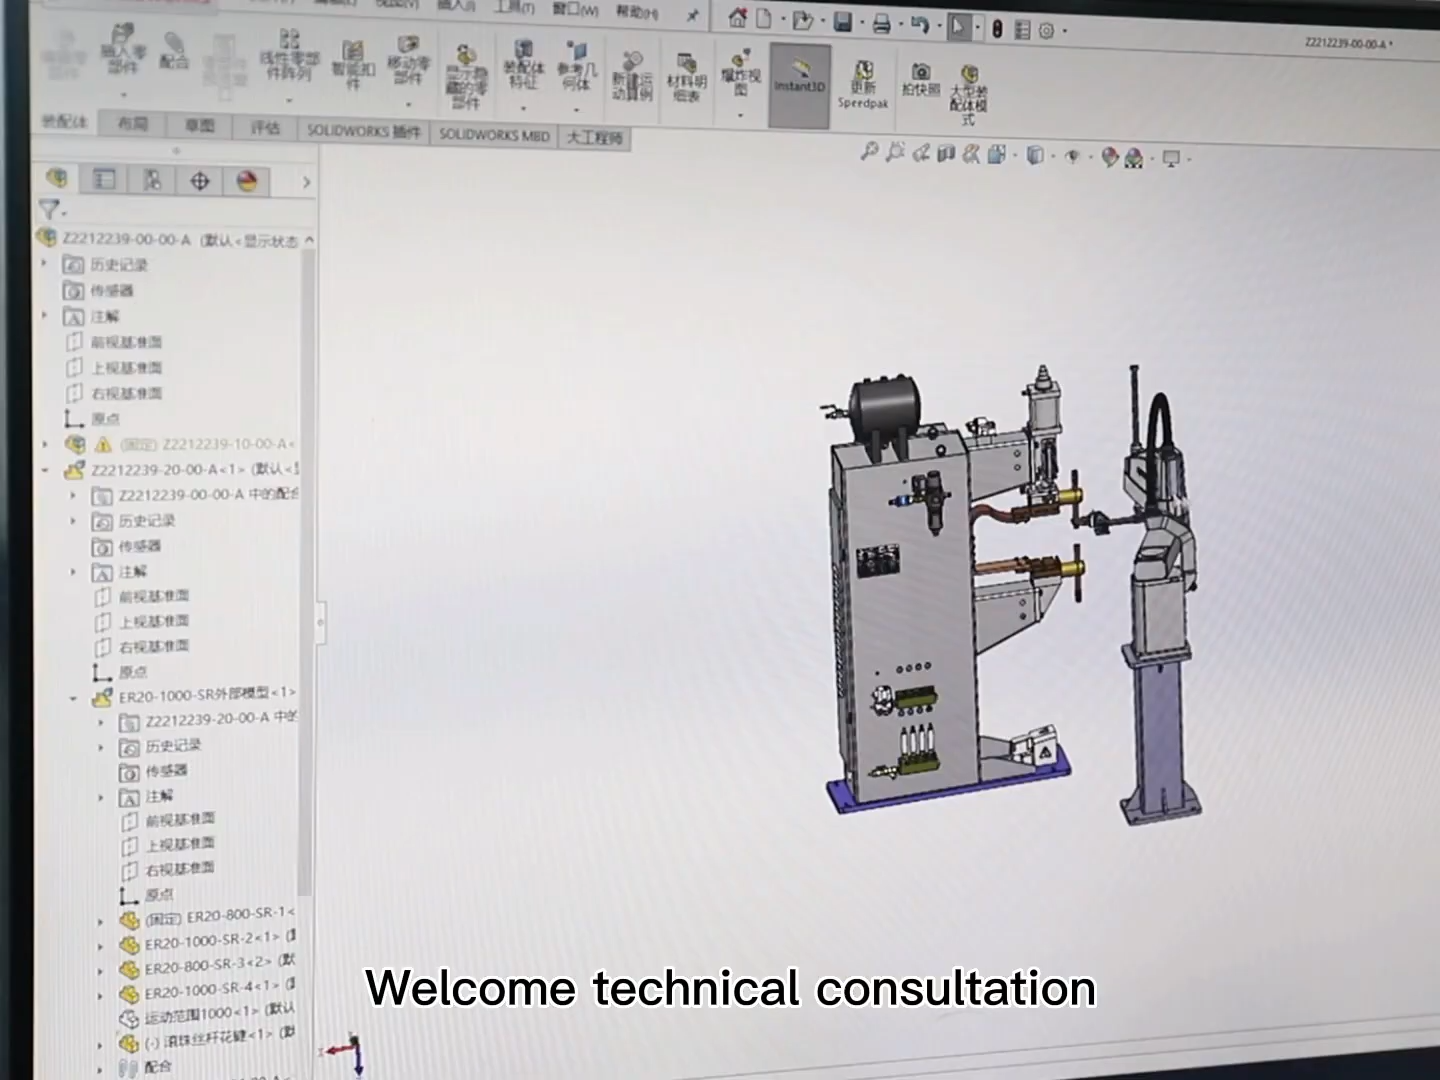 插入(I)
工具(T)
窗口(W)
帮助(H)
Z2212239-00-00-A *
插入零
部件
配合
线性零部
件阵列
智能扣
件
移动零
部件
显示隐
藏的零
部件
装配体
特征
参考几
何体
新建运
动算例
材料明
细表
爆炸视
图
Instant3D
更新
Speedpak
拍快照
大型装
配体模
式
装配体
布局
草图
评估
SOLIDWORKS 插件
SOLIDWORKS MBD
大工程师
Z2212239-00-00-A (默认<显示状态
历史记录
传感器
注解
前视基准面
上视基准面
右视基准面
原点
(固定) Z2212239-10-00-A<
Z2212239-20-00-A<1> (默认<
Z2212239-00-00-A 中的配合
历史记录
传感器
注解
前视基准面
上视基准面
右视基准面
原点
ER20-1000-SR外部模型<1>
Z2212239-20-00-A 中的
历史记录
传感器
注解
前视基准面
上视基准面
右视基准面
原点
(固定) ER20-800-SR-1<
ER20-1000-SR-2<1> (
ER20-800-SR-3<2> (默
ER20-1000-SR-4<1> (
运动范围1000<1> (默认
(-) 滚珠丝杆花键<1> (默
配合
Welcome technical consultation